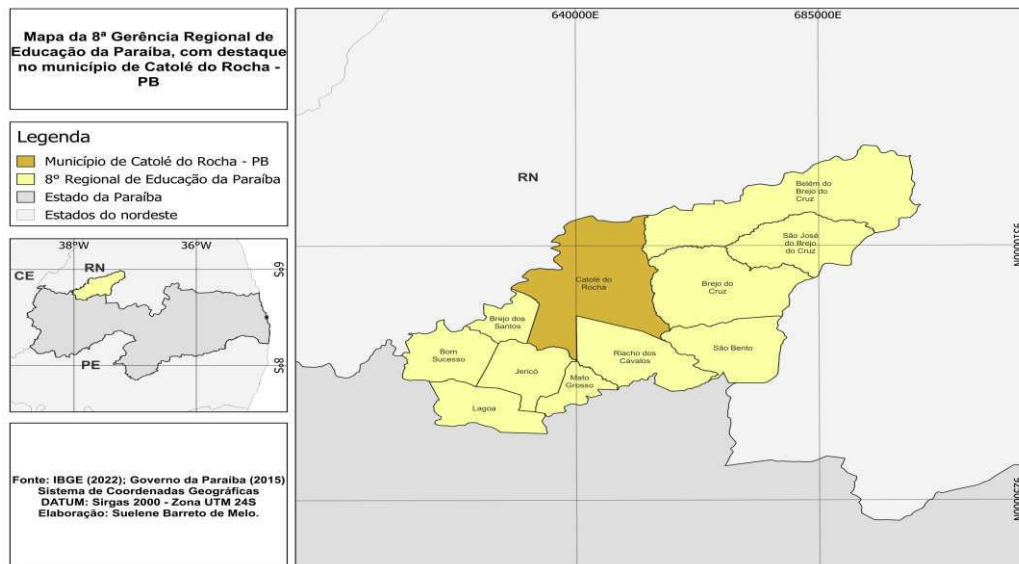 Mapa da 8ª Gerência Regional de
Educação da Paraíba, com destaque
no município de Catolé do Rocha -
PB
Legenda
Município de Catolé do Rocha - PB
8° Regional de Educação da Paraíba
Estado da Paraíba
Estados do nordeste
38°W
36°W
CE
RN
PE
6°S
8°S
Fonte: IBGE (2022); Governo da Paraíba (2015)
Sistema de Coordenadas Geográficas
DATUM: Sirgas 2000 - Zona UTM 24S
Elaboração: Suelene Barreto de Melo.
640000E
685000E
RN
Belém do
Brejo do
Cruz
São José
do Brejo
do Cruz
Catolé do
Rocha
Brejo do
Cruz
Brejo dos
Santos
São Bento
Riacho dos
Cavalos
Bom
Sucesso
Jericó
Mato
Grosso
Lagoa